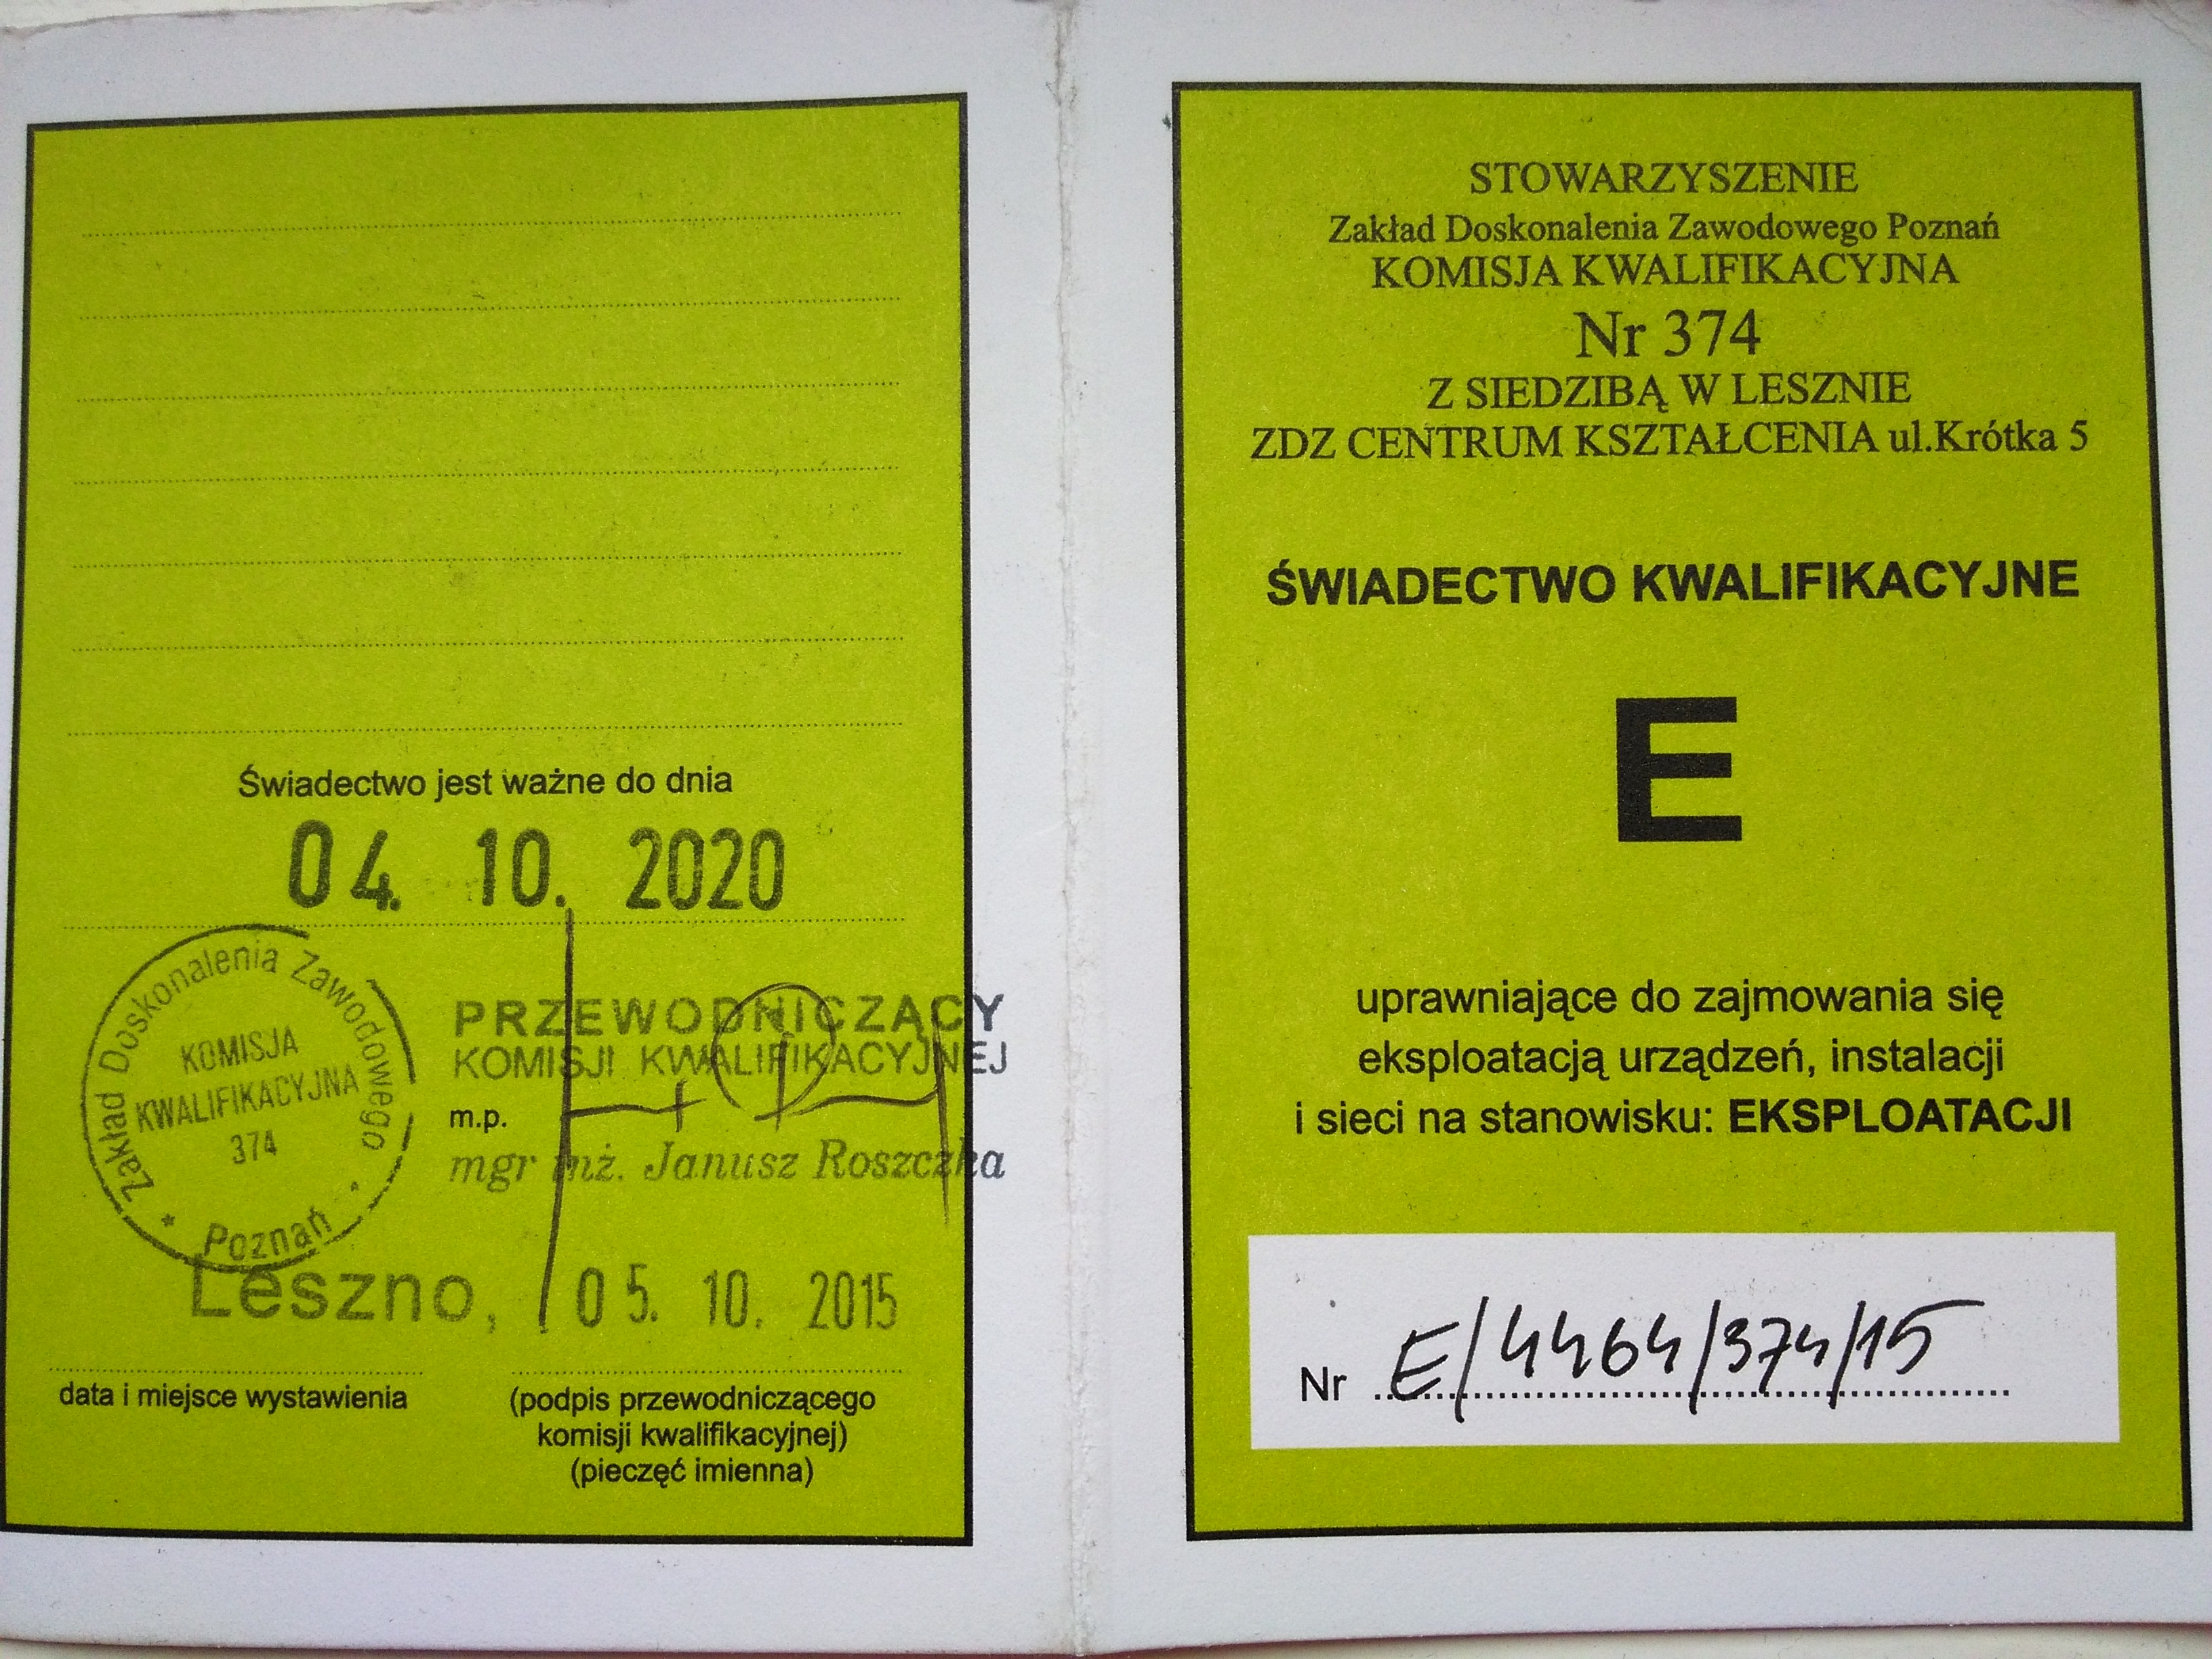 Świadectwo jest ważne do dnia
04. 10. 2020
Zakład Doskonalenia Zawodowego
KOMISJA
KWALIFIKACYJNA
374
* Poznań *
PRZEWODNICZĄCY
KOMISJI KWALIFIKACYJNEJ
m.p.
mgr inż. Janusz Roszczka
Leszno, 05. 10. 2015
data i miejsce wystawienia
(podpis przewodniczącego
komisji kwalifikacyjnej)
(pieczęć imienna)
STOWARZYSZENIE
Zakład Doskonalenia Zawodowego Poznań
KOMISJA KWALIFIKACYJNA
Nr 374
Z SIEDZIBĄ W LESZNIE
ZDZ CENTRUM KSZTAŁCENIA ul.Krótka 5
ŚWIADECTWO KWALIFIKACYJNE
E
uprawniające do zajmowania się
eksploatacją urządzeń, instalacji
i sieci na stanowisku: EKSPLOATACJI
Nr E/4464/374/15